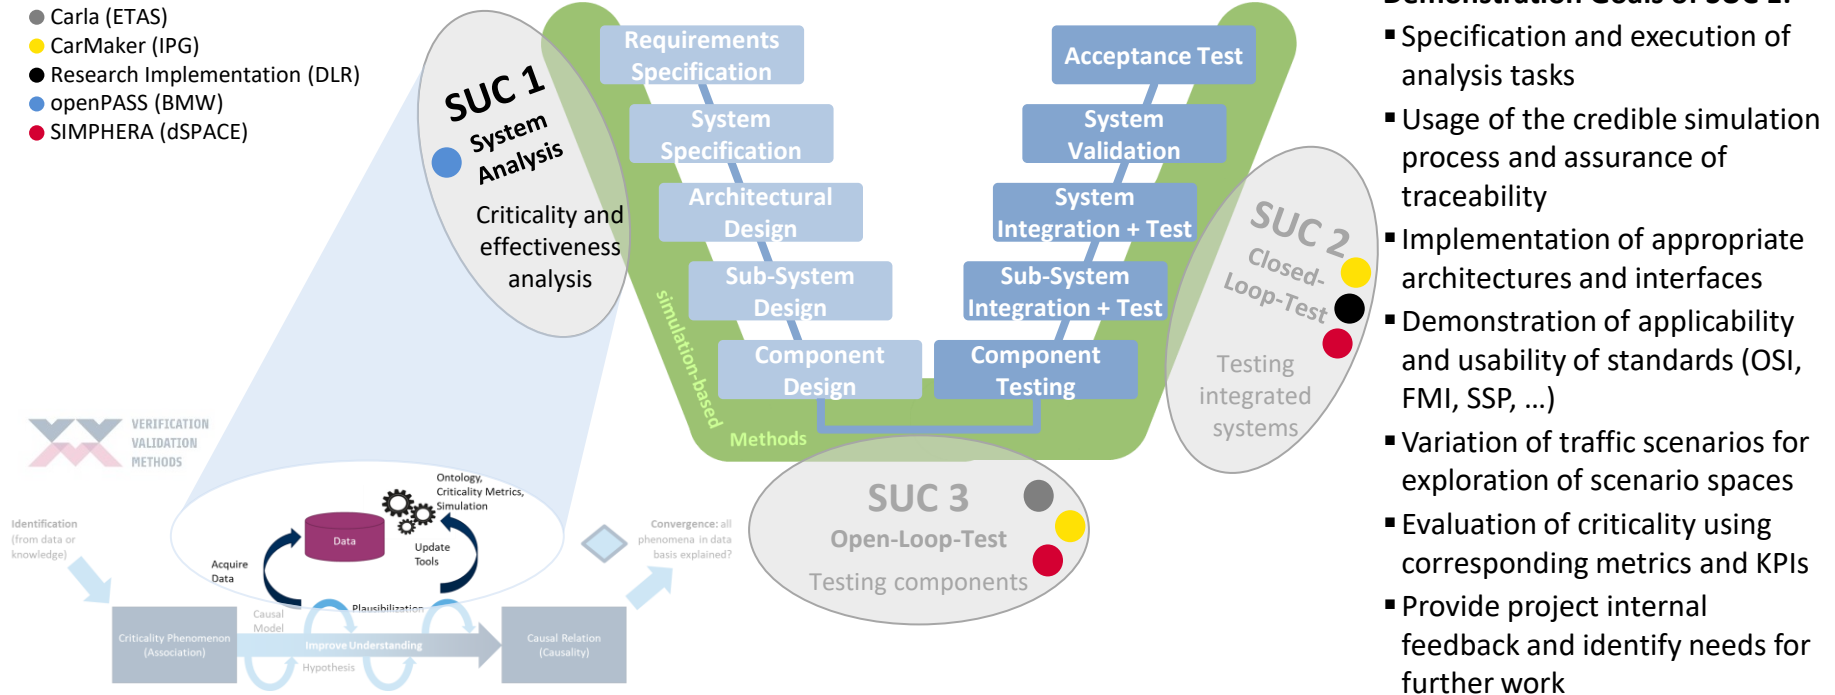 Carla (ETAS)
CarMaker (IPG)
Research Implementation (DLR)
openPASS (BMW)
SIMPHERA (dSPACE)
SUC 1
System
Analysis
Criticality and
effectiveness
analysis
Requirements
Specification
System
Specification
Architectural
Design
Sub-System
Design
Component
Design
Acceptance Test
System
Validation
System
Integration + Test
Sub-System
Integration + Test
Component
Testing
simulation-based
Methods
SUC 2
Closed-
Loop-Test
Testing
integrated
systems
SUC 3
Open-Loop-Test
Testing components
VERIFICATION
VALIDATION
METHODS
Identification
(from data or
knowledge)
Ontology,
Criticality Metrics,
Simulation
Data
Acquire
Data
Update
Tools
Plausibilization
Convergence: all
phenomena in data
basis explained?
Criticality Phenomenon
(Association)
Causal
Model
Improve Understanding
Hypothesis
Causal Relation
(Causality)
▪ Specification and execution of
analysis tasks
▪ Usage of the credible simulation
process and assurance of
traceability
▪ Implementation of appropriate
architectures and interfaces
▪ Demonstration of applicability
and usability of standards (OSI,
FMI, SSP, …)
▪ Variation of traffic scenarios for
exploration of scenario spaces
▪ Evaluation of criticality using
corresponding metrics and KPIs
▪ Provide project internal
feedback and identify needs for
further work